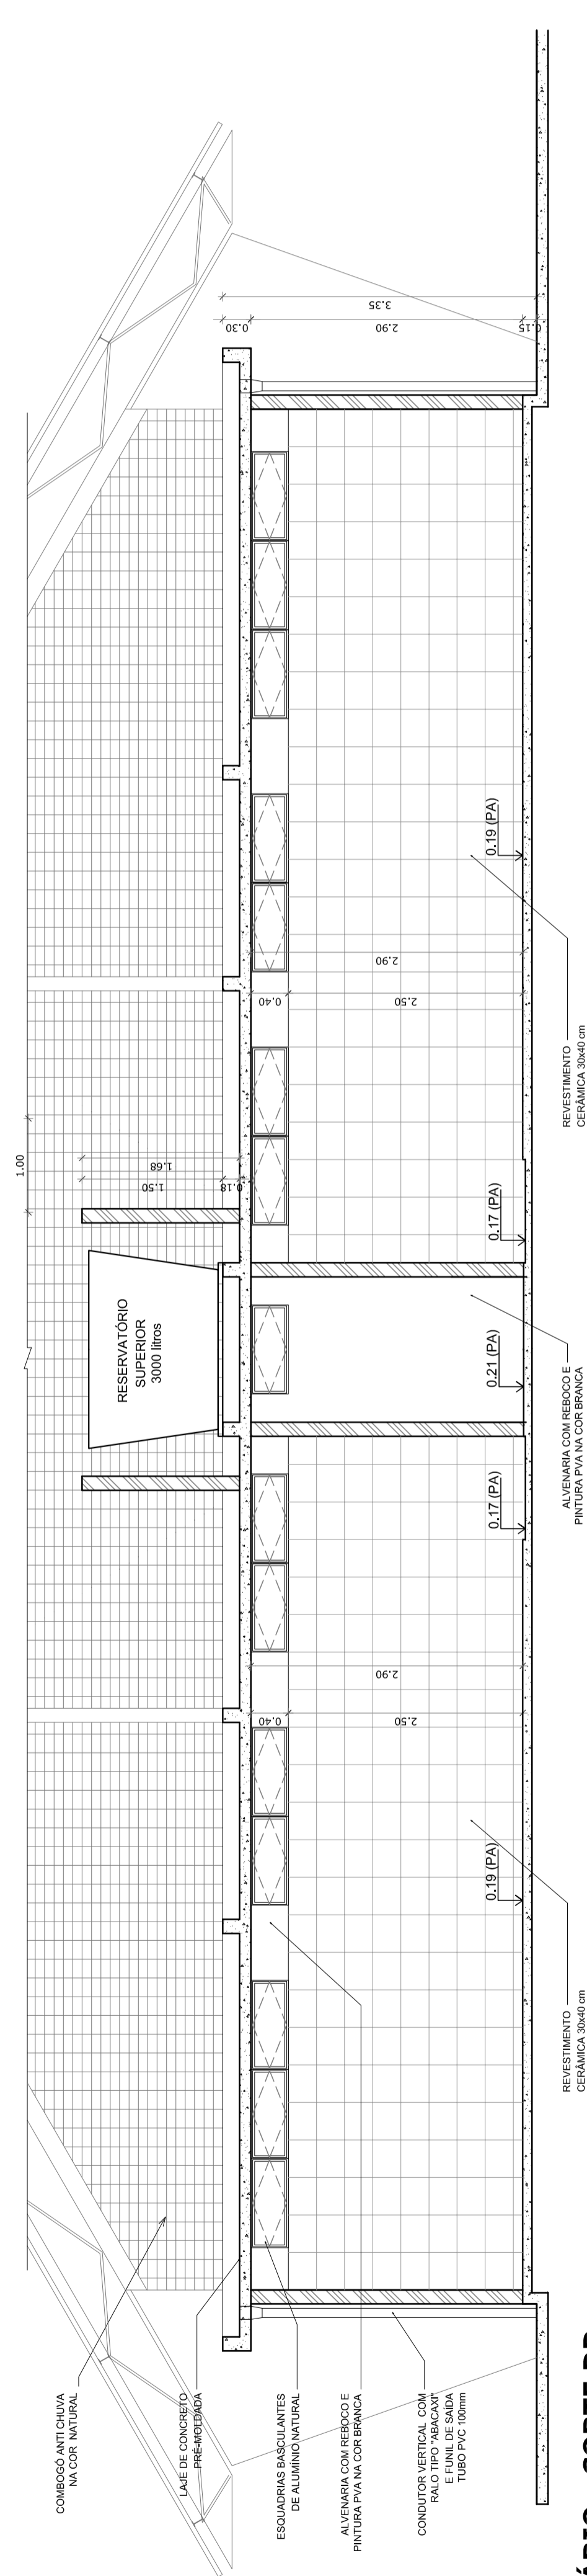 COMBOGÓ ANTI CHUVA
NA COR NATURAL
LAJE DE CONCRETO
PRÉ-MOLDADA
ESQUADRIAS BASCULANTES
DE ALUMÍNIO NATURAL
ALVENARIA COM REBOCO E
PINTURA PVA NA COR BRANCA
CONDUTOR VERTICAL COM
RALO TIPO "ABACAXI"
E FUNIL DE SAÍDA
TUBO PVC 100mm
RESERVATÓRIO
SUPERIOR
3000 litros
1.00
1.50
1.68
0.18
0.40
2.50
2.90
0.40
2.50
2.90
0.30
2.90
0.15
3.35
0.19 (PA)
0.17 (PA)
0.21 (PA)
0.17 (PA)
0.19 (PA)
REVESTIMENTO
CERÂMICA 30x40 cm
ALVENARIA COM REBOCO E
PINTURA PVA NA COR BRANCA
REVESTIMENTO
CERÂMICA 30x40 cm